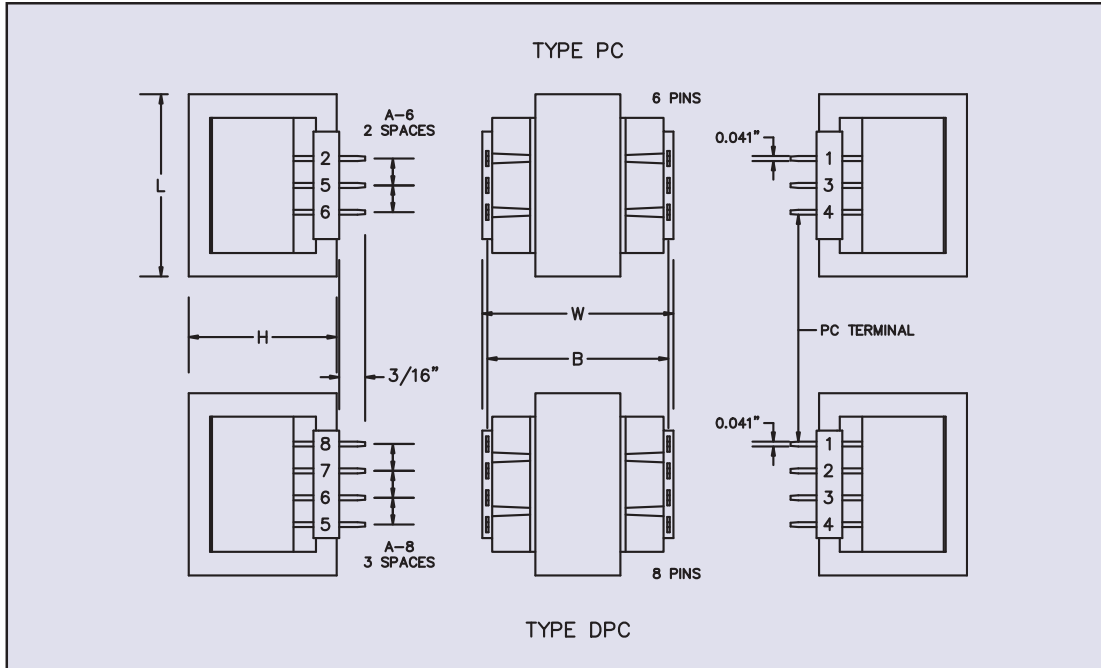 TYPE PC
A-6
2 SPACES
6 PINS
0.041”
2
5
6
1
3
4
L
H
W
B
3/16”
PC TERMINAL
0.041”
8
7
6
5
1
2
3
4
A-8
3 SPACES
8 PINS
TYPE DPC